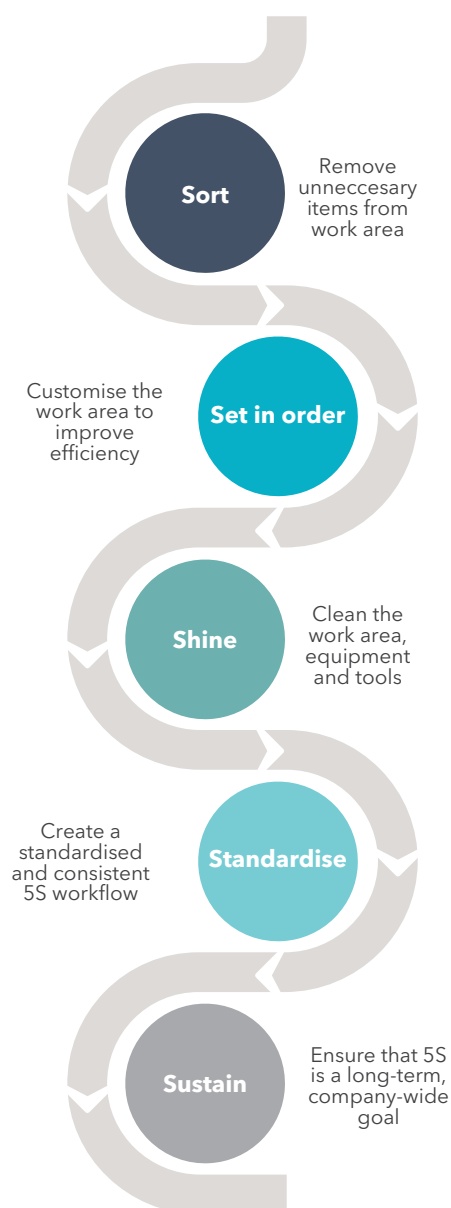 Sort
Remove
unneccesary
items from
work area
Set in order
Customise the
work area to
improve
efficiency
Shine
Clean the
work area,
equipment
and tools
Standardise
Create a
standardised
and consistent
5S workflow
Sustain
Ensure that 5S
is a long-term,
company-wide
goal